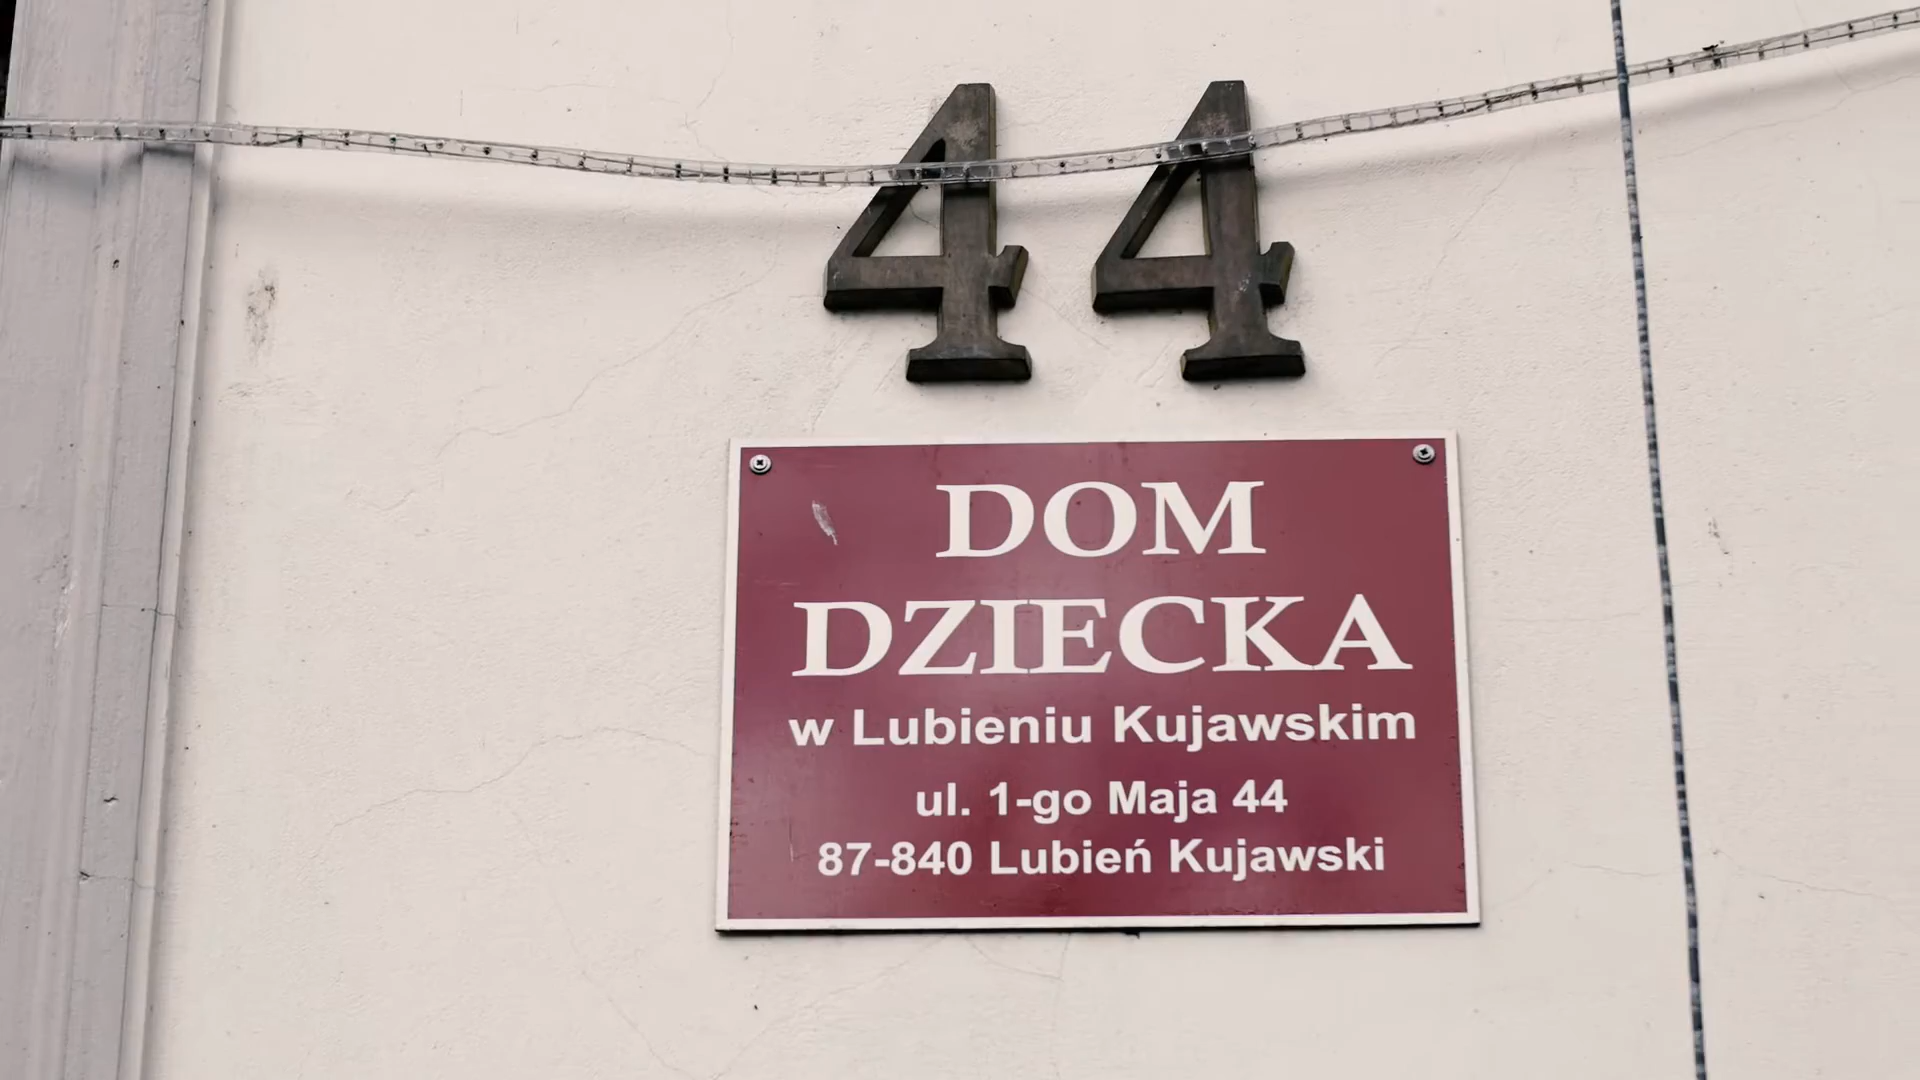 44
DOM
DZIECKA
w Lubieniu Kujawskim
ul. 1-go Maja 44
87-840 Lubień Kujawski